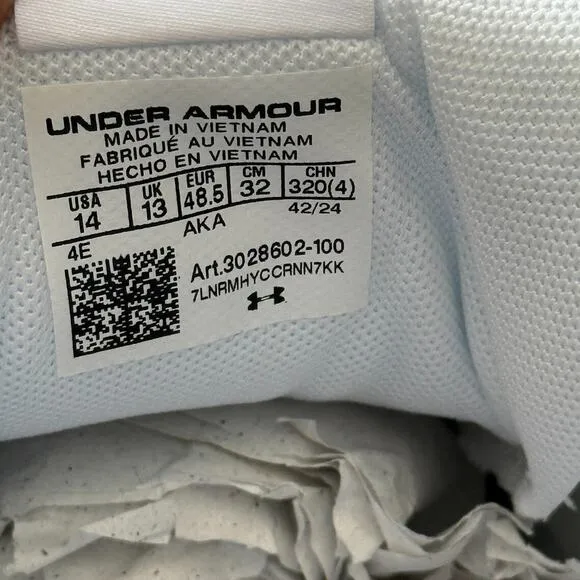 UNDER ARMOUR
MADE IN VIETNAM
FABRIQUÉ AU VIETNAM
HECHO EN VIETNAM
USA UK EUR CM CHN
14 13 48.5 32 320(4)
4E AKA 42/24
Art.3028602-100
7LNRMHYCCRNN7KK